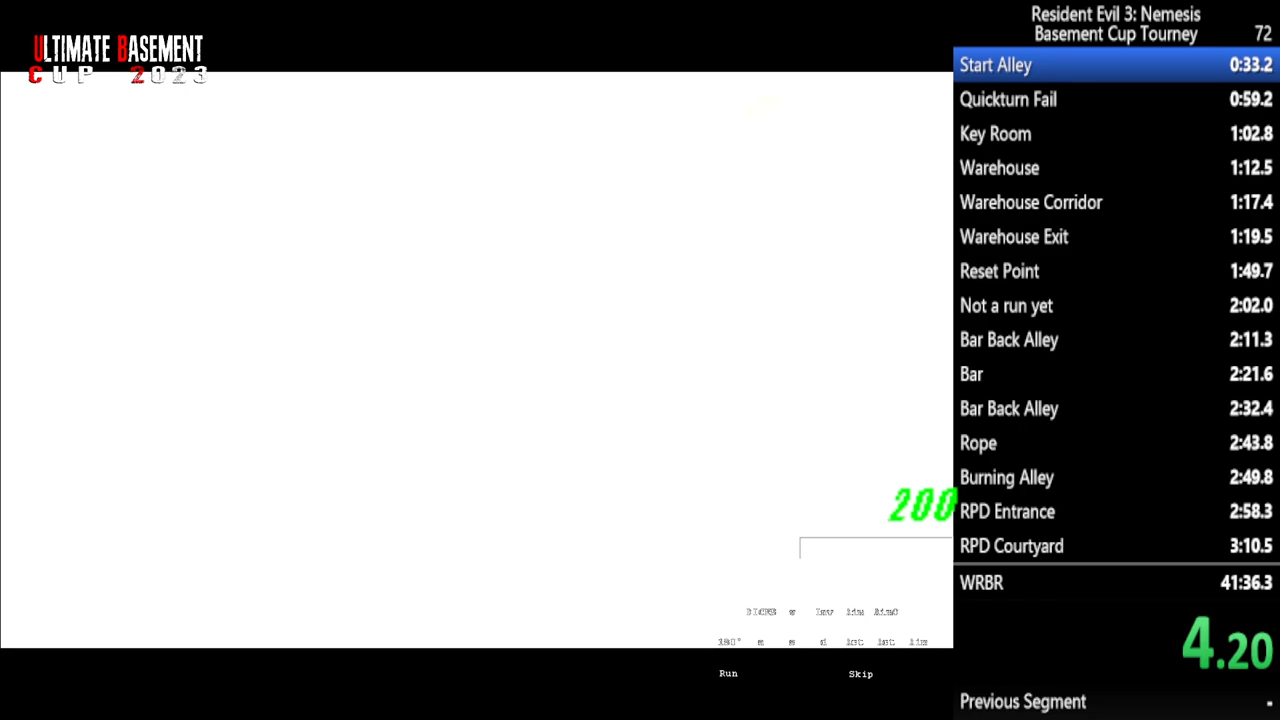 ULTIMATE BASEMENT
CUP 2023
Resident Evil 3: Nemesis
Basement Cup Tourney 72
Start Alley 0:33.2
Quickturn Fail 0:59.2
Key Room 1:02.8
Warehouse 1:12.5
Warehouse Corridor 1:17.4
Warehouse Exit 1:19.5
Reset Point 1:49.7
Not a run yet 2:02.0
Bar Back Alley 2:11.3
Bar 2:21.6
Bar Back Alley 2:32.4
Rope 2:43.8
Burning Alley 2:49.8
RPD Entrance 2:58.3
RPD Courtyard 3:10.5
WRBR 41:36.3
4.20
Previous Segment -
200
w Inv Aim
180° a s d
Run Skip